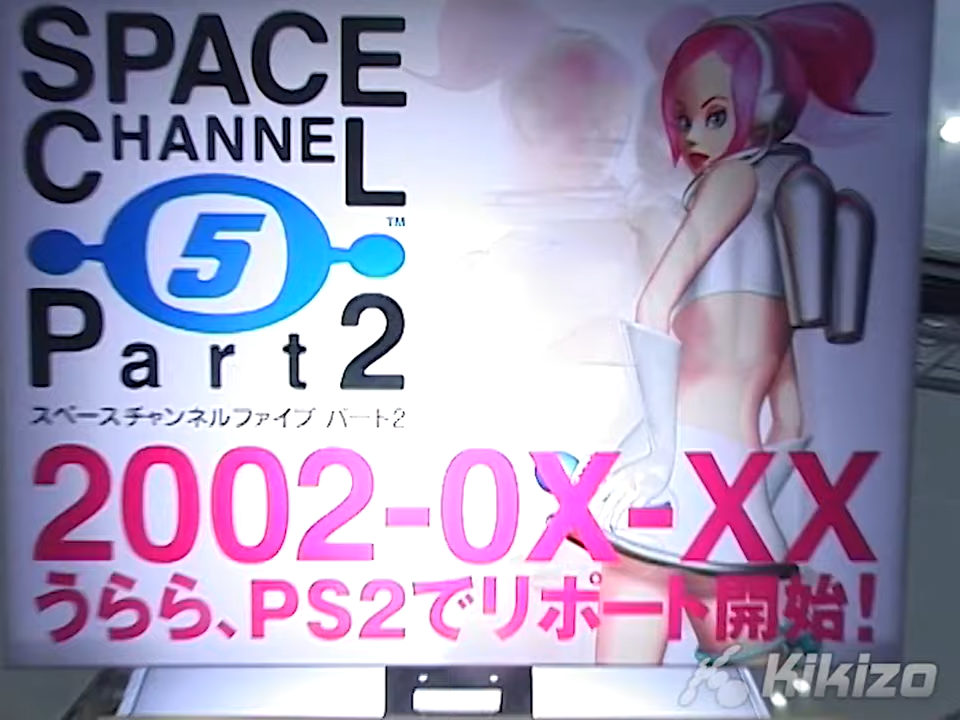 SPACE
CHANNEL
5
TM
Part2
スペースチャンネルファイブ パート2
2002-0X-XX
うらら、PS2でリポート開始!
Kikizo